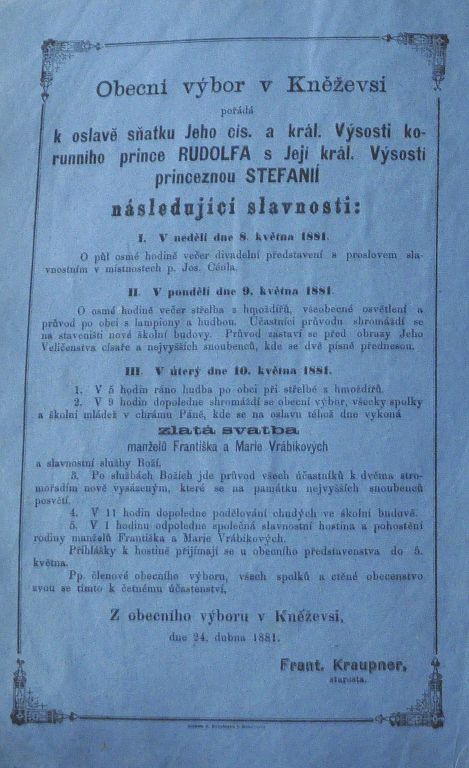 Obecní výbor v Kněževsi
pořádá
k oslavě sňatku Jeho cís. a král. Výsosti ko-
runního prince RUDOLFA s Její král. Výsosti
princeznou STEFANIÍ
následující slavnosti:
I. V neděli dne 8. května 1881.
O půl osmé hodině večer divadelní představení s proslovem sla-
vnostním v místnostech p. Jos.
II. V pondělí dne 9. května 1881.
O osmé hodině večer střelba z hmoždířů, všeobecné osvětlení a
průvod po obci s lampiony a hudbou. Účastníci průvodu shromáždí se
na staveništi nové školní budovy. Průvod zastaví se před obrazy Jeho
Veličenstva císaře a nejvyšších snoubenců, kde se dvě písně přednesou.
III. V úterý dne 10. května 1881.
1. V 5 hodin ráno hudba po obci při střelbě z hmoždířů.
2. V 9 hodin dopoledne shromáždí se obecní výbor, všecky spolky
a školní mládež v chrámu Páně, kde se na oslavu téhož dne vykoná
zlatá svatba
manželů Františka a Marie Vrábíkových
a slavnostní služby Boží.
3. Po službách Božích jde průvod všech účastníků k dvěma stro-
mořadím nově vysázeným, které se na památku nejvyšších snoubenců
posvětí.
4. V 11 hodin dopoledne podělování chudých ve školní budově.
5. V 1 hodinu odpoledne společná slavnostní hostina a pohostění
rodiny manželů Františka a Marie Vrábíkových.
Přihlášky k hostině přijímají se u obecního představenstva do 5.
května.
Pp. členové obecního výboru, všech spolků a ctěné obecenstvo
zvou se tímto k četnému účastenství.
Z obecního výboru v Kněževsi,
dne 24. dubna 1881.
Frant. Kraupner,
starosta.